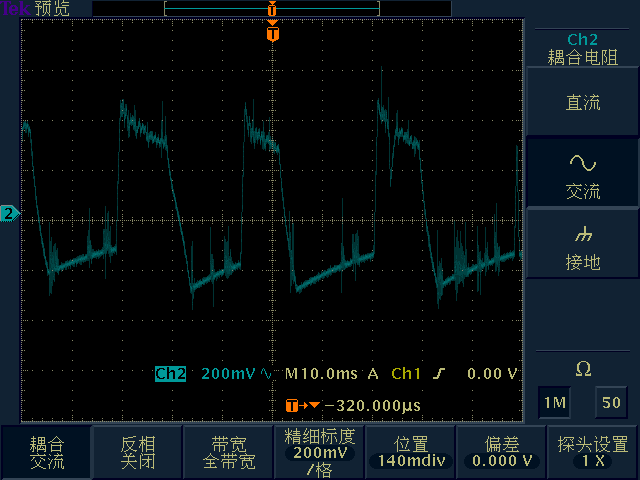 Tek 预览
T
T
Ch2
耦合电阻
直流
交流
接地
2
Ch2 200mV M10.0ms A Ch1 0.00 V
T→ −320.000µs
Ω
1M 50
耦合
交流
反相
关闭
带宽
全带宽
精细标度
200mV
/格
位置
140mdiv
偏差
0.000 V
探头设置
1 X